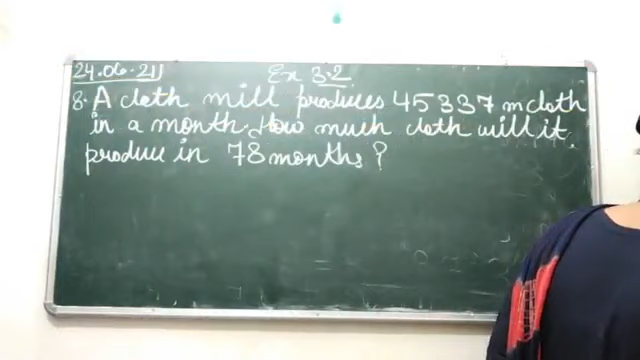 24.06.21
Ex 3.2
8. A cloth mill produces 45337 m cloth
in a month. How much cloth will it
produce in 78 months?